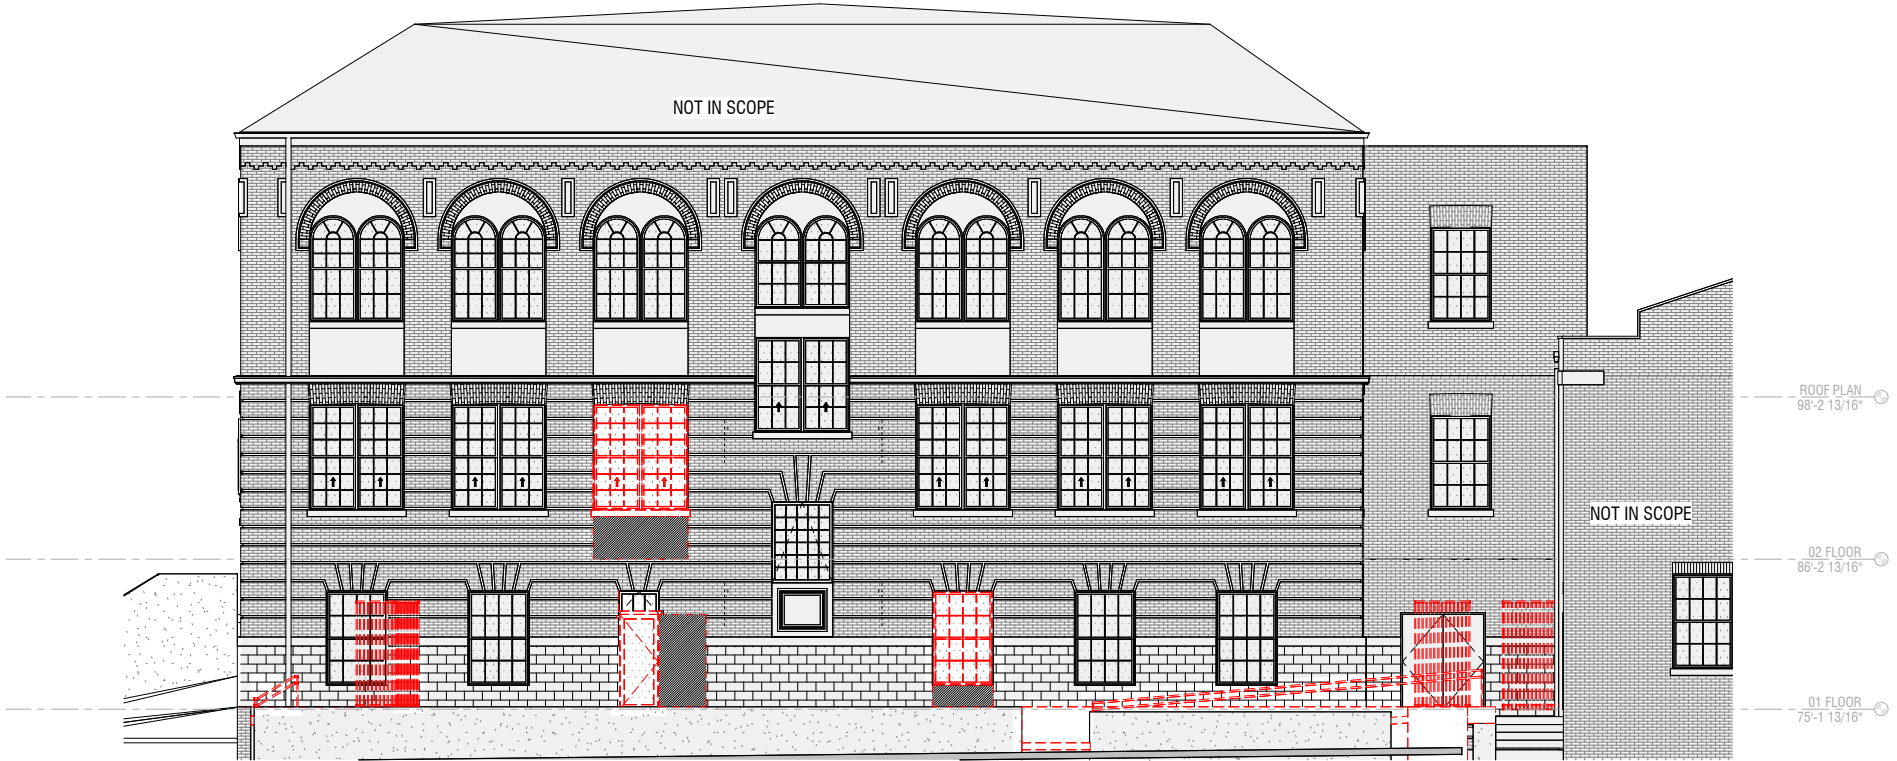 NOT IN SCOPE
ROOF PLAN
98'-2 13/16"
NOT IN SCOPE
02 FLOOR
86'-2 13/16"
01 FLOOR
75'-1 13/16"